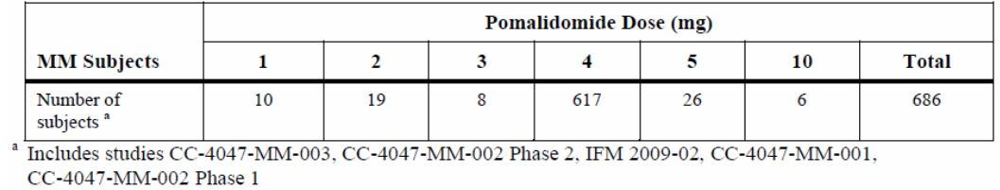 Pomalidomide Dose (mg)
MM Subjects 1 2 3 4 5 10 Total
Number of
subjects a 10 19 8 617 26 6 686
a Includes studies CC-4047-MM-003, CC-4047-MM-002 Phase 2, IFM 2009-02, CC-4047-MM-001,
CC-4047-MM-002 Phase 1